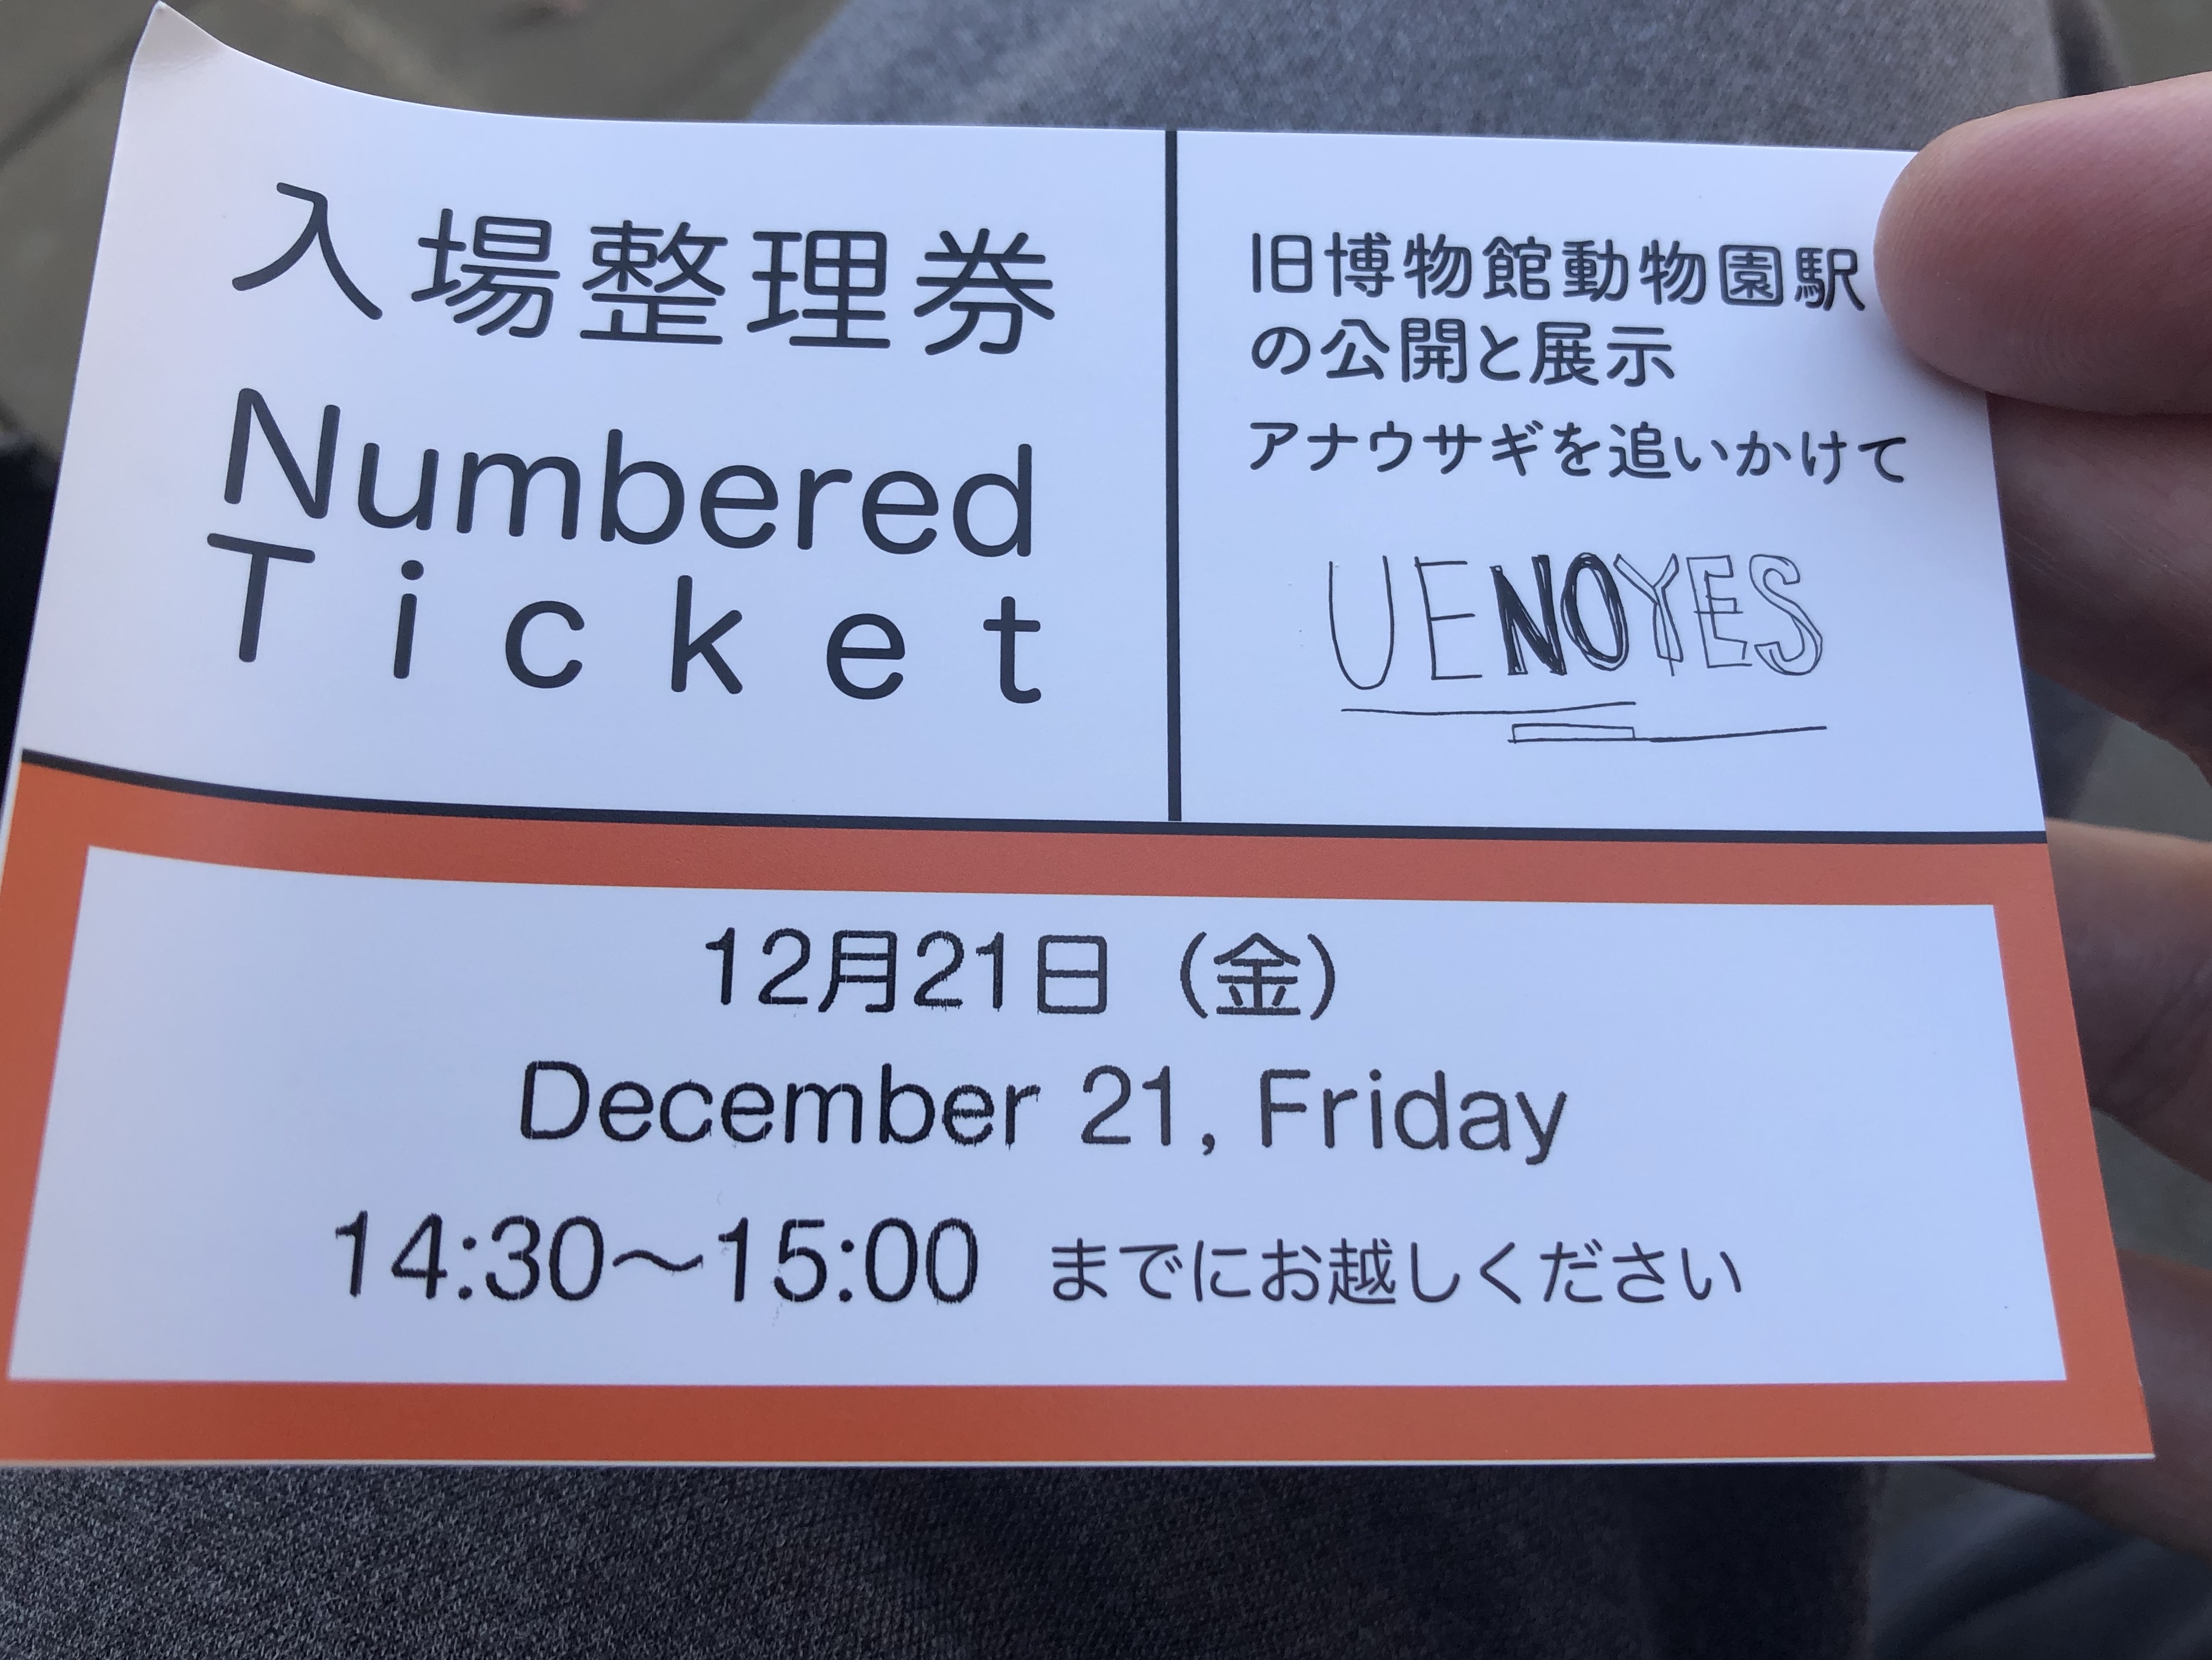 入場整理券
Numbered
Ticket
旧博物館動物園駅
の公開と展示
アナウサギを追いかけて
UENOYES
12月21日（金）
December 21, Friday
14:30～15:00 までにお越しください